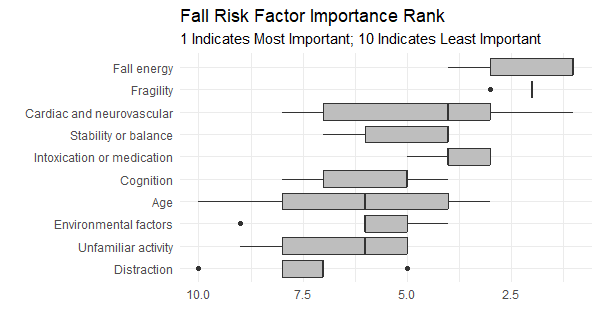 Fall Risk Factor Importance Rank
1 Indicates Most Important; 10 Indicates Least Important
Fall energy
Fragility
Cardiac and neurovascular
Stability or balance
Intoxication or medication
Cognition
Age
Environmental factors
Unfamiliar activity
Distraction
10.0 7.5 5.0 2.5